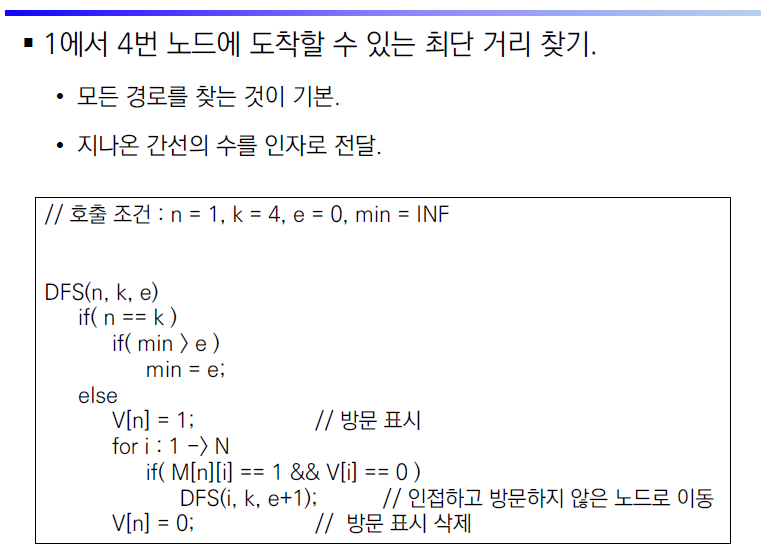 ▪ 1에서 4번 노드에 도착할 수 있는 최단 거리 찾기.
• 모든 경로를 찾는 것이 기본.
• 지나온 간선의 수를 인자로 전달.
// 호출 조건 : n = 1, k = 4, e = 0, min = INF
DFS(n, k, e)
if( n == k )
if( min > e )
min = e;
else
V[n] = 1; // 방문 표시
for i : 1 -> N
if( M[n][i] == 1 && V[i] == 0 )
DFS(i, k, e+1); // 인접하고 방문하지 않은 노드로 이동
V[n] = 0; // 방문 표시 삭제